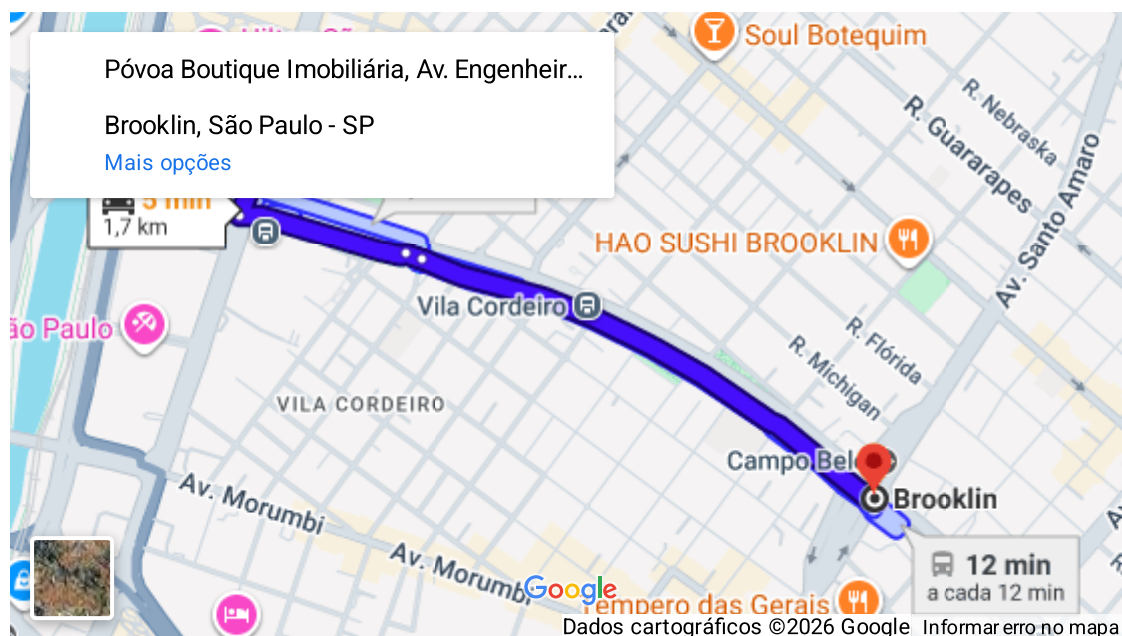 Soul Botequim
Póvoa Boutique Imobiliária, Av. Engenheir...
Brooklin, São Paulo - SP
Mais opções
R. Nebraska
R. Guararapes
Av. Santo Amaro
5 min
1,7 km
HAO SUSHI BROOKLIN
Vila Cordeiro
ão Paulo
R. Flórida
R. Michigan
VILA CORDEIRO
Campo Bel
Brooklin
Av. Morumbi
Av. Morumbi
12 min
a cada 12 min
Google
Tempero das Gerais
Dados cartográficos ©2026 Google
Informar erro no mapa